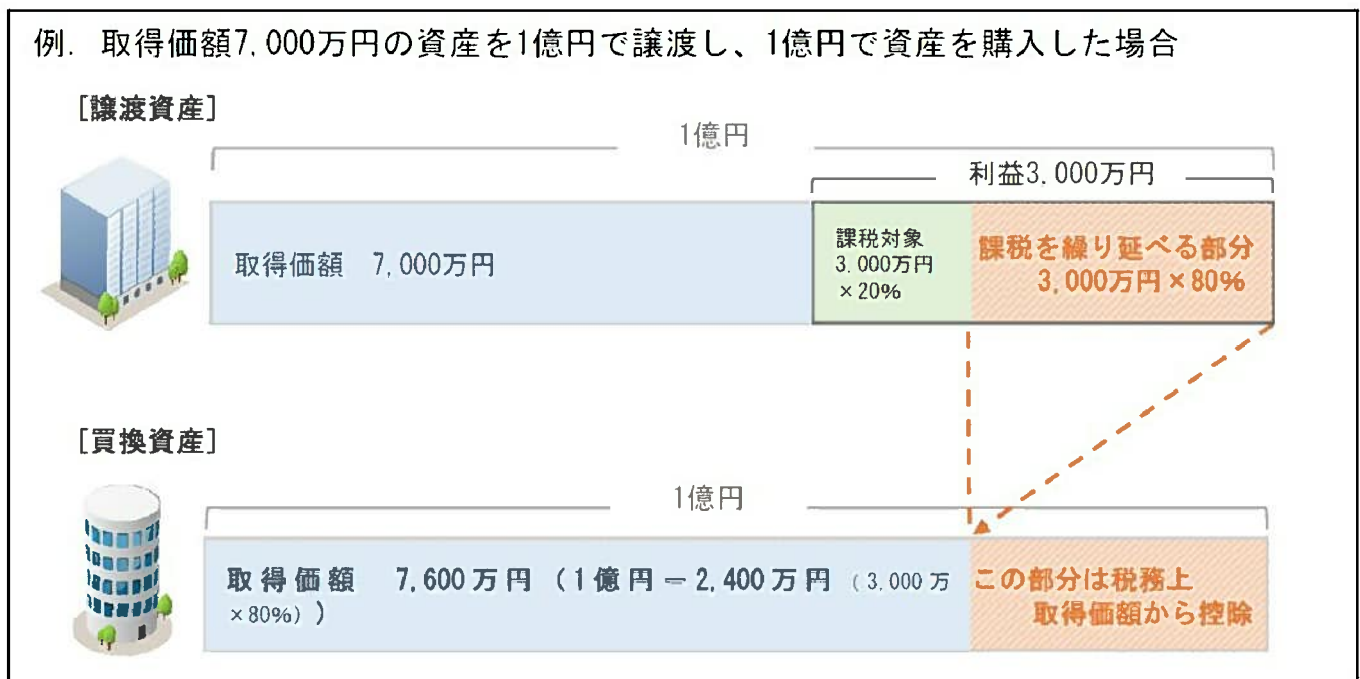 例. 取得価額7,000万円の資産を1億円で譲渡し、1億円で資産を購入した場合
[譲渡資産]
1億円
利益3,000万円
取得価額 7,000万円
課税対象
3,000万円
×20%
課税を繰り延べる部分
3,000万円×80%
[買換資産]
1億円
取得価額 7,600万円（1億円－2,400万円（3,000万
×80%））
この部分は税務上
取得価額から控除